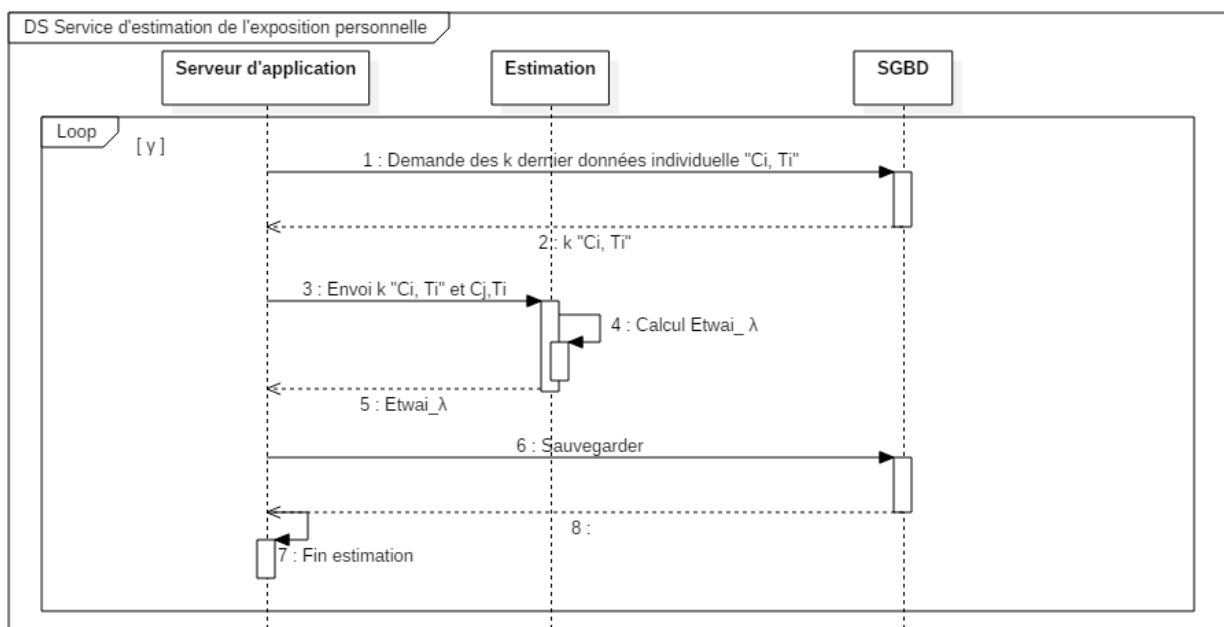 DS Service d'estimation de l'exposition personnelle
Serveur d'application
Estimation
SGBD
Loop
[ y ]
1 : Demande des k dernier données individuelle "Ci, Ti"
2 : k "Ci, Ti"
3 : Envoi k "Ci, Ti" et Cj,Ti
4 : Calcul Etwai_ λ
5 : Etwai_λ
6 : Sauvegarder
8 :
7 : Fin estimation